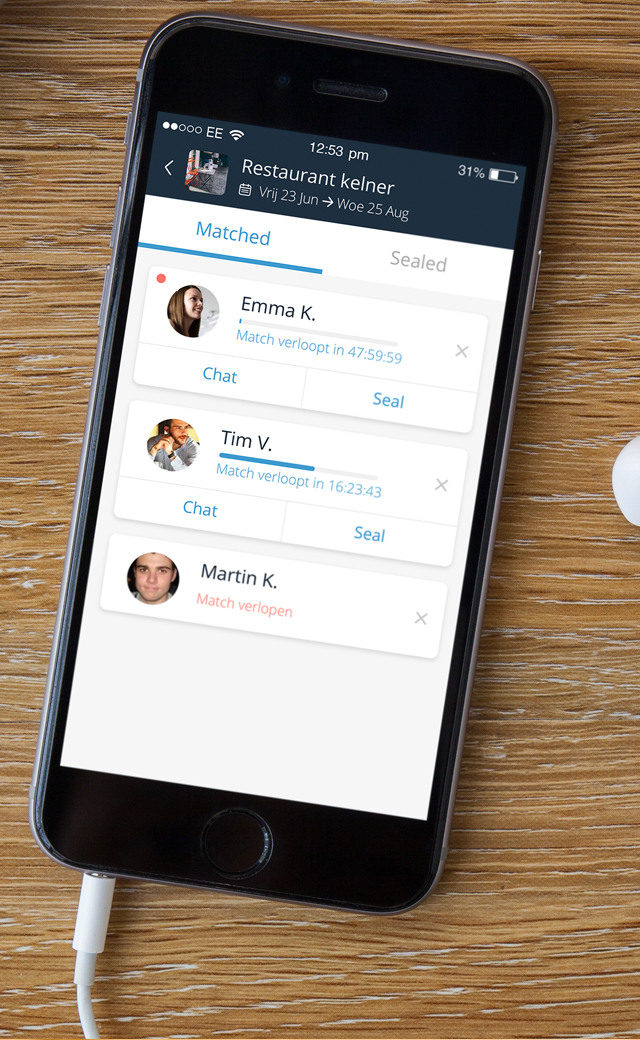 EE
12:53 pm
31%
Restaurant kelner
Vrij 23 Jun → Woe 25 Aug
Matched
Sealed
Emma K.
Match verloopt in 47:59:59
Chat
Seal
Tim V.
Match verloopt in 16:23:43
Chat
Seal
Martin K.
Match verlopen